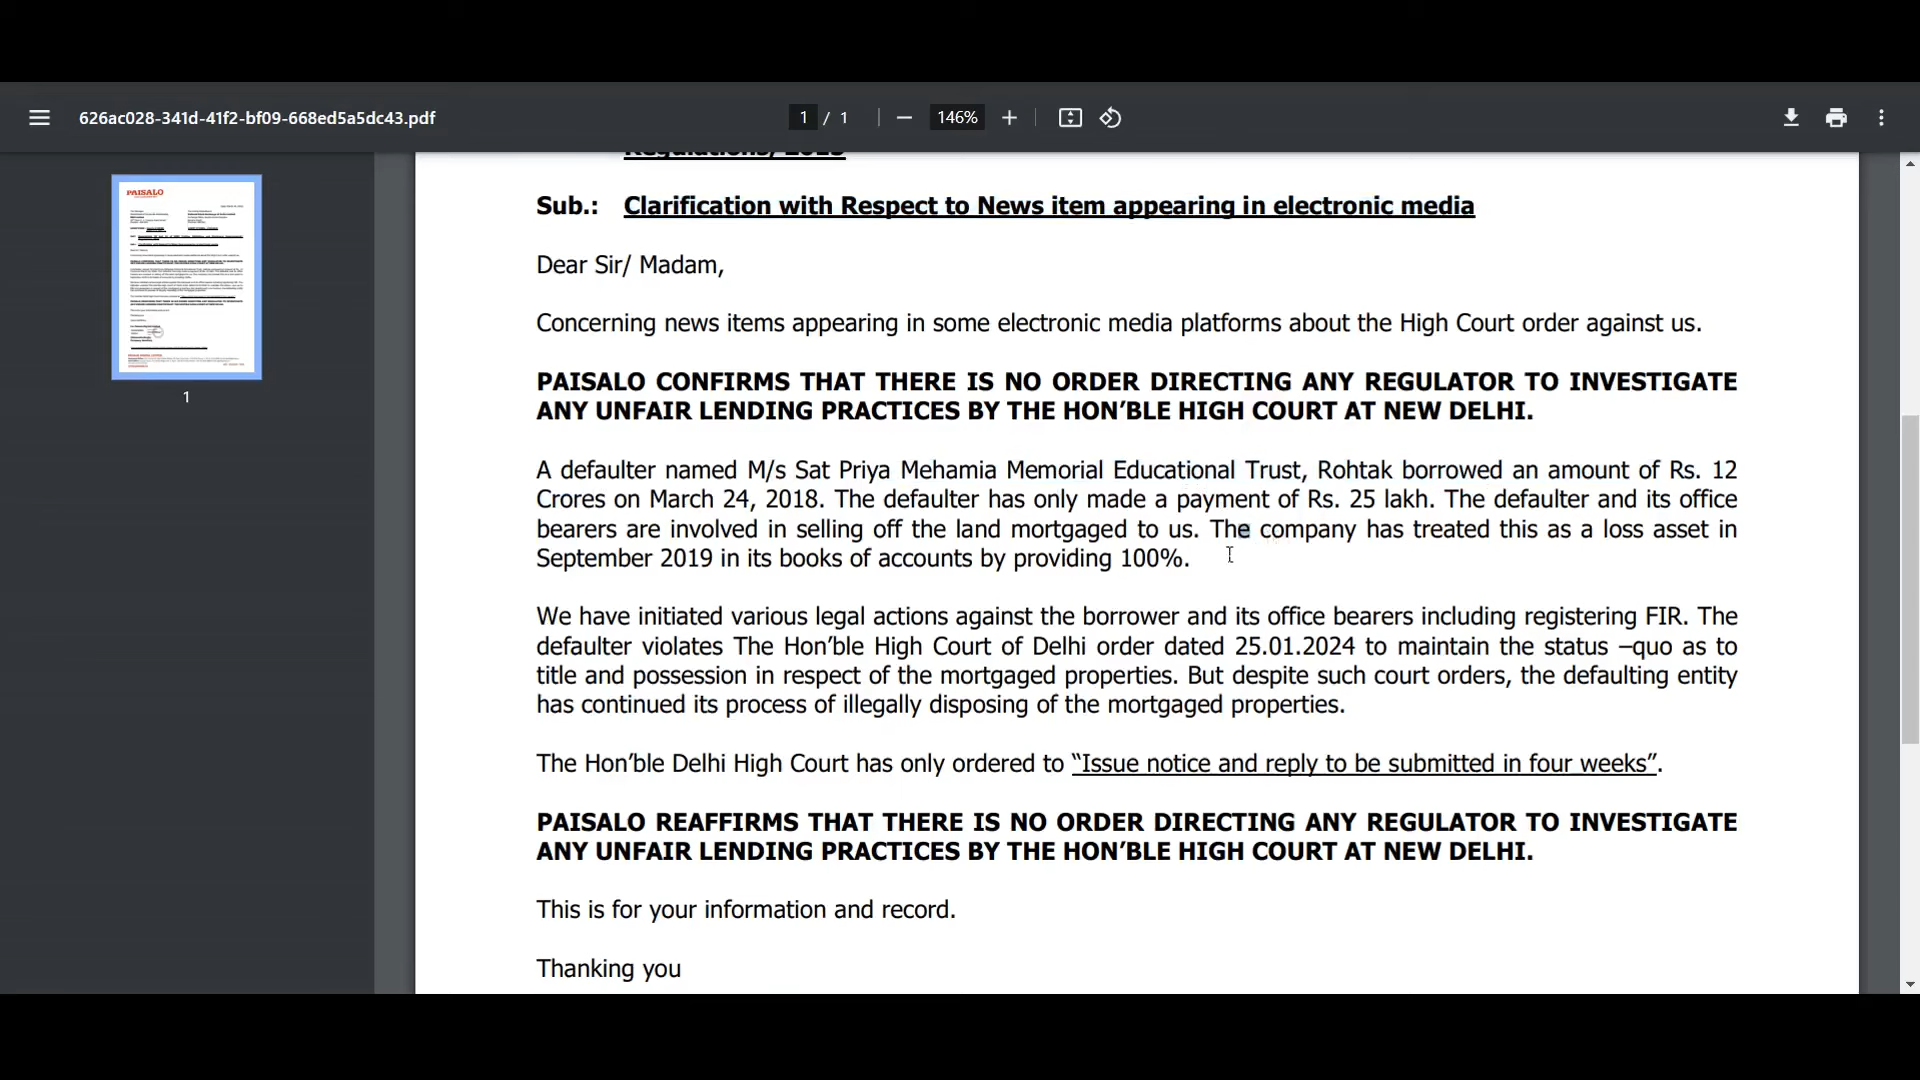 626ac028-341d-41f2-bf09-668ed5a5dc43.pdf
1 / 1
146%
Regulations, 2015
Sub.: Clarification with Respect to News item appearing in electronic media
Dear Sir/ Madam,
Concerning news items appearing in some electronic media platforms about the High Court order against us.
PAISALO CONFIRMS THAT THERE IS NO ORDER DIRECTING ANY REGULATOR TO INVESTIGATE
ANY UNFAIR LENDING PRACTICES BY THE HON’BLE HIGH COURT AT NEW DELHI.
A defaulter named M/s Sat Priya Mehamia Memorial Educational Trust, Rohtak borrowed an amount of Rs. 12
Crores on March 24, 2018. The defaulter has only made a payment of Rs. 25 lakh. The defaulter and its office
bearers are involved in selling off the land mortgaged to us. The company has treated this as a loss asset in
September 2019 in its books of accounts by providing 100%.
We have initiated various legal actions against the borrower and its office bearers including registering FIR. The
defaulter violates The Hon’ble High Court of Delhi order dated 25.01.2024 to maintain the status –quo as to
title and possession in respect of the mortgaged properties. But despite such court orders, the defaulting entity
has continued its process of illegally disposing of the mortgaged properties.
The Hon’ble Delhi High Court has only ordered to “Issue notice and reply to be submitted in four weeks”.
PAISALO REAFFIRMS THAT THERE IS NO ORDER DIRECTING ANY REGULATOR TO INVESTIGATE
ANY UNFAIR LENDING PRACTICES BY THE HON’BLE HIGH COURT AT NEW DELHI.
This is for your information and record.
Thanking you
PAISALO
1